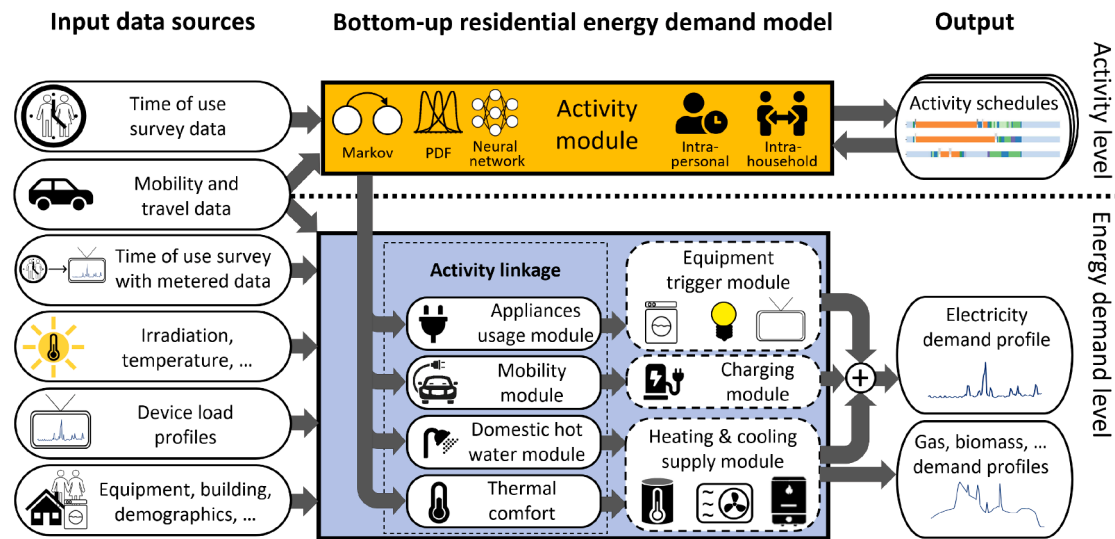 Input data sources
Bottom-up residential energy demand model
Output
Time of use
survey data
Mobility and
travel data
Time of use survey
with metered data
Irradiation,
temperature, ...
Device load
profiles
Equipment, building,
demographics, ...
Markov
PDF
Neural
network
Activity
module
Intra-
personal
Intra-
household
Activity schedules
Activity level
Energy demand level
Activity linkage
Appliances
usage module
Mobility
module
Domestic hot
water module
Thermal
comfort
Equipment
trigger module
Charging
module
Heating & cooling
supply module
+
Electricity
demand profile
Gas, biomass, ...
demand profiles